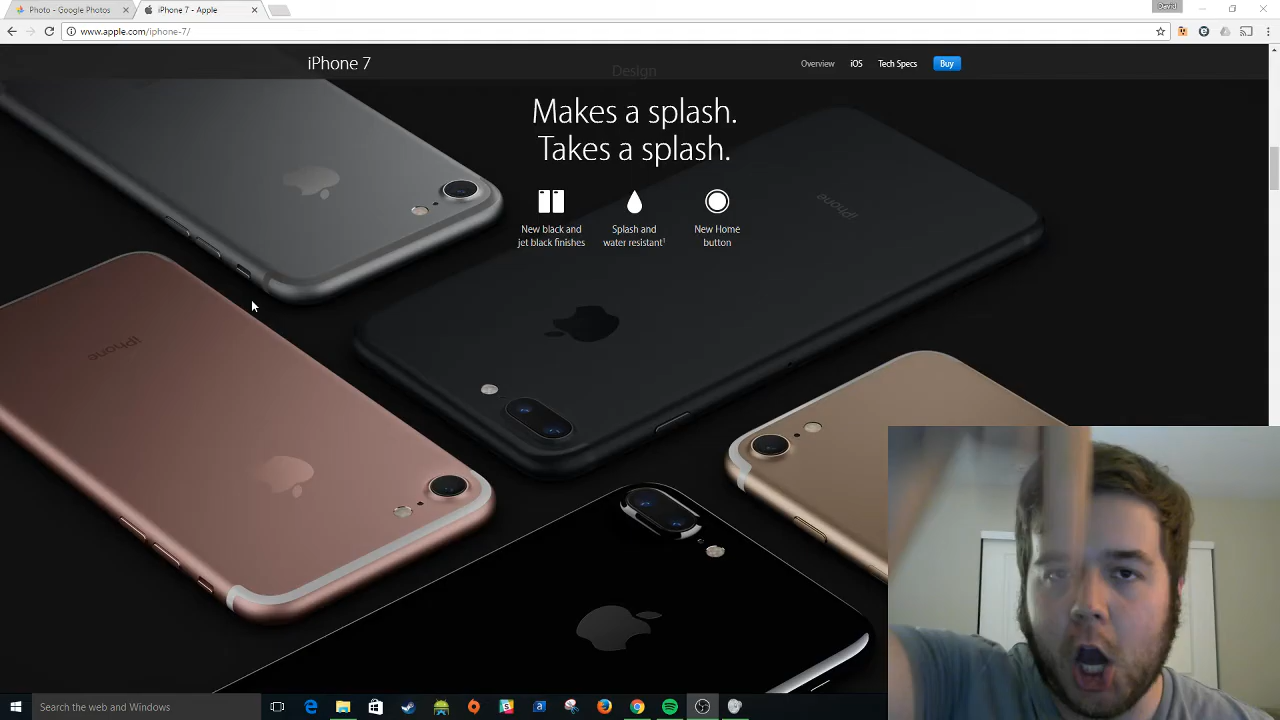 Photo - Google Photos
iPhone 7 - Apple
www.apple.com/iphone-7/
iPhone 7
Design
Overview
iOS
Tech Specs
Buy
Makes a splash.
Takes a splash.
New black and
jet black finishes
Splash and
water resistant1
New Home
button
iPhone
iPhone
Search the web and Windows